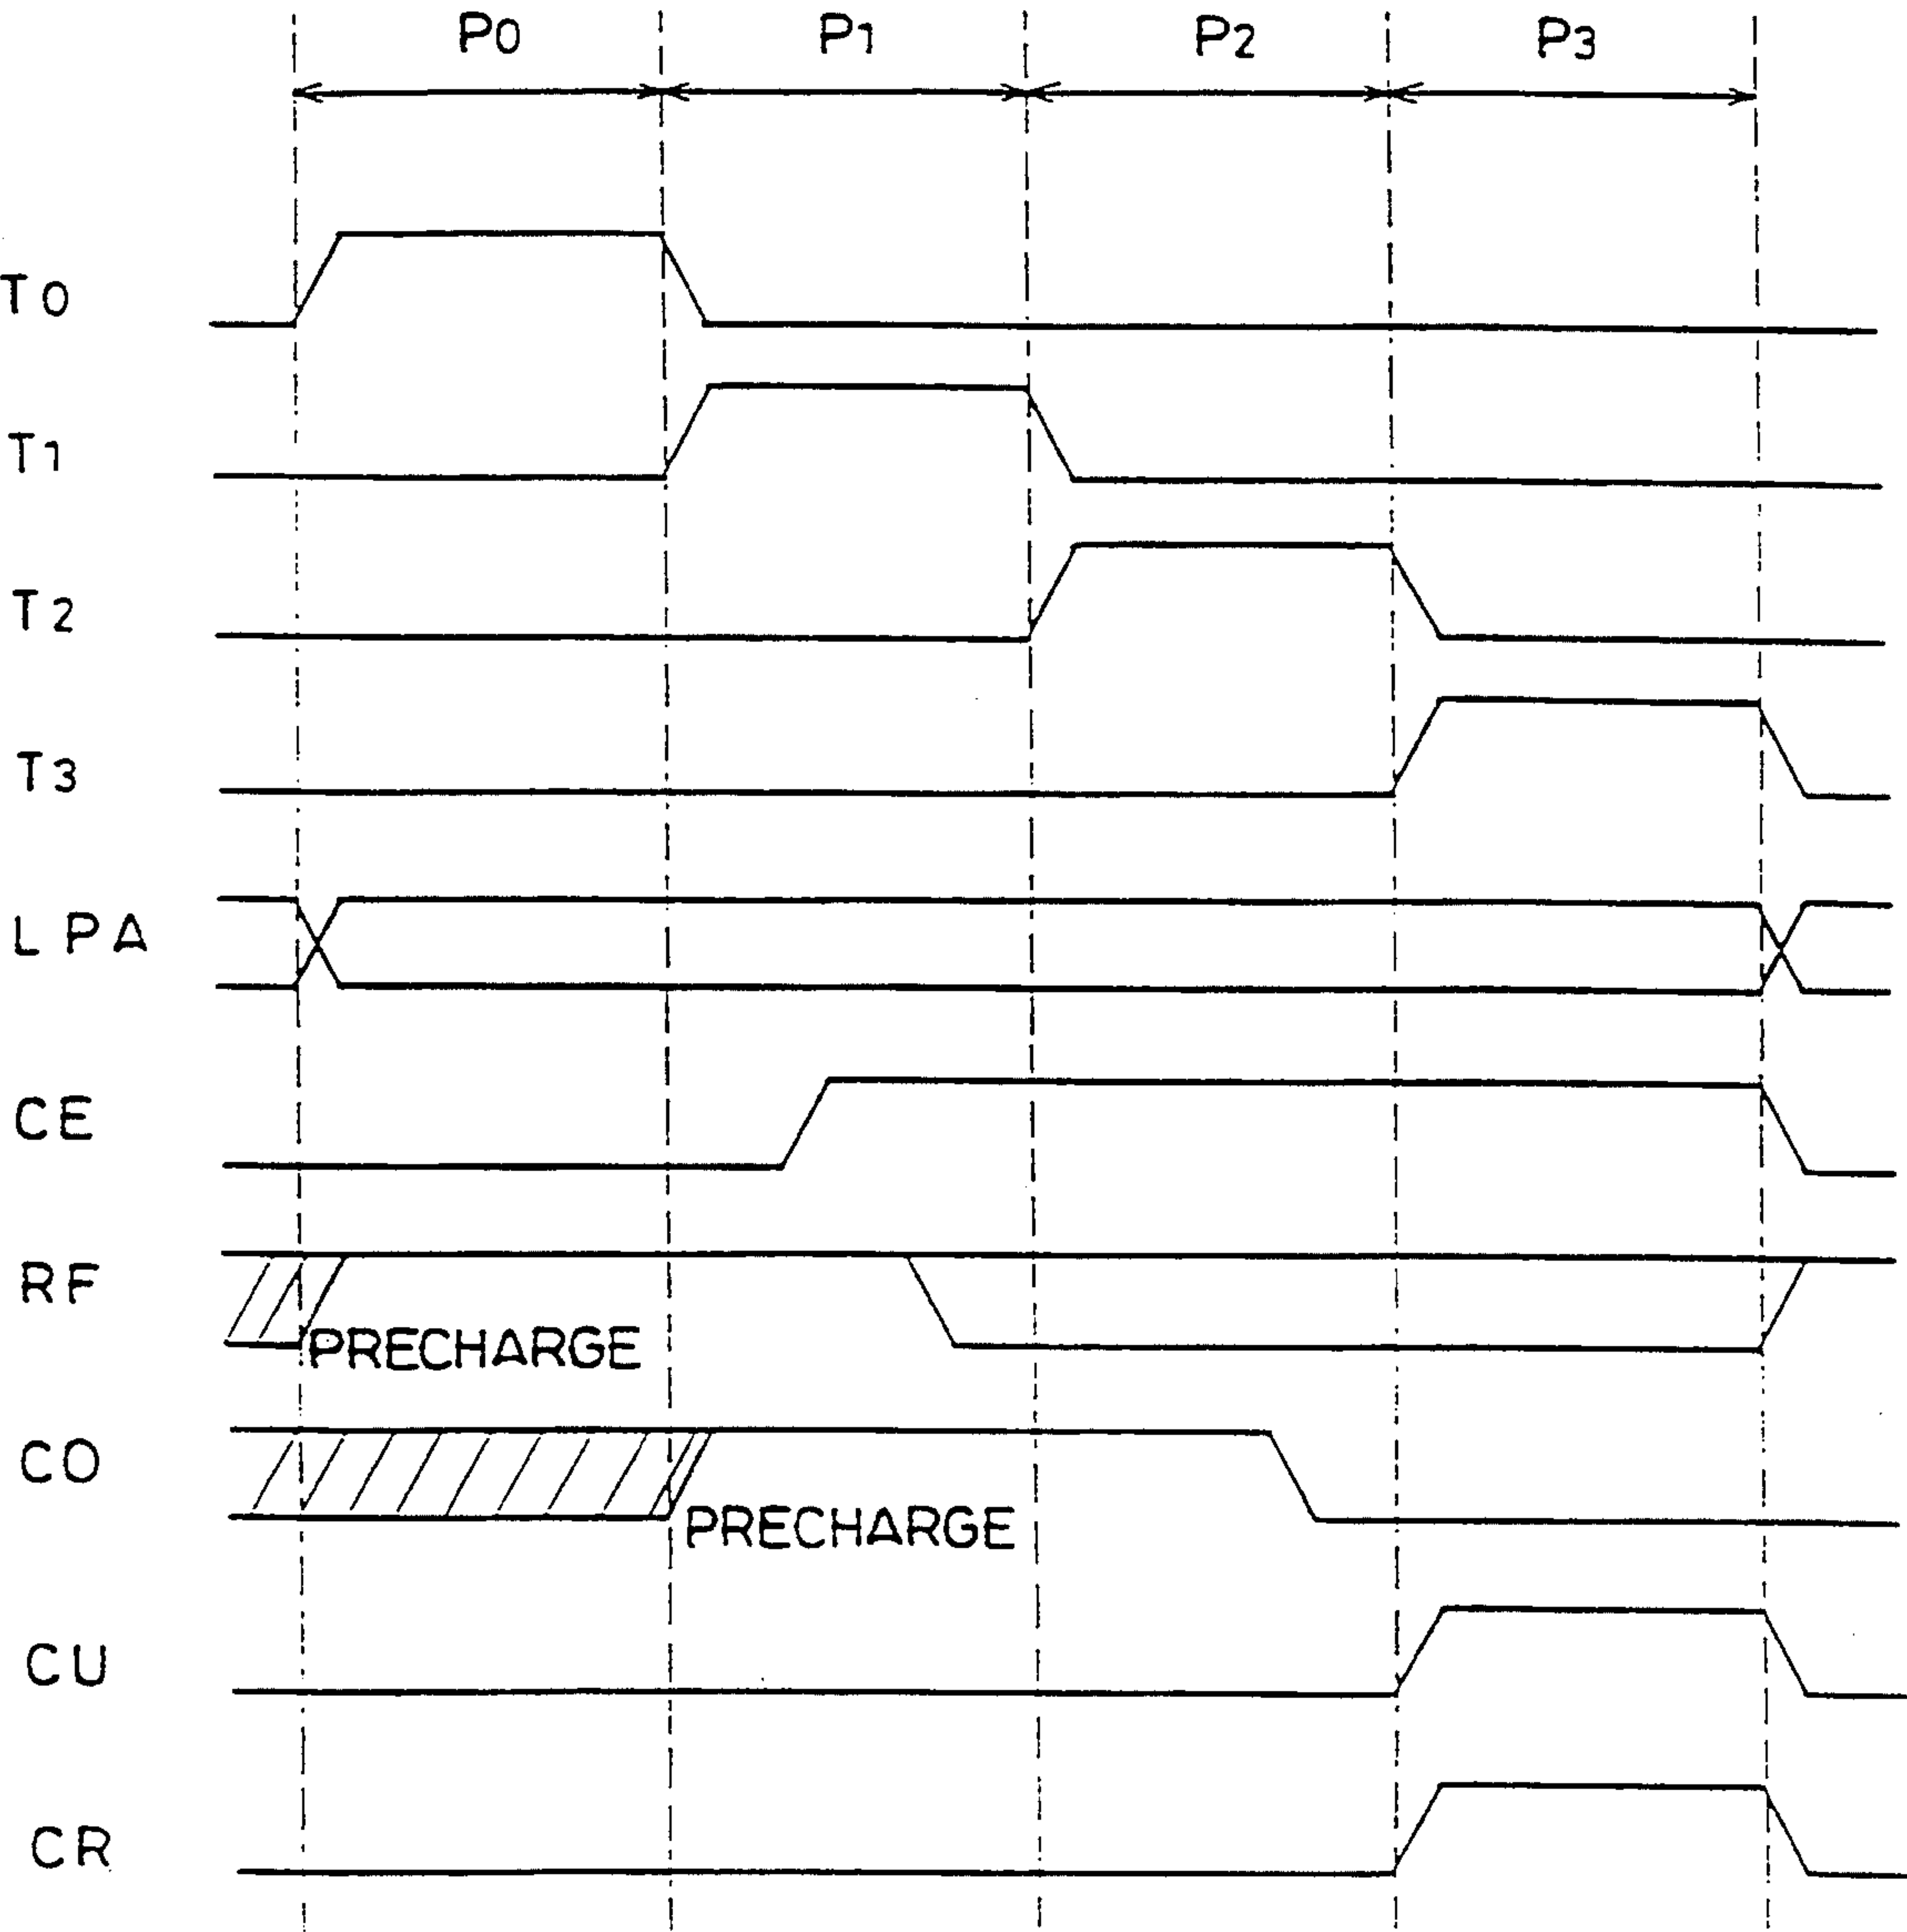 P0 P1 P2 P3
T0
T1
T2
T3
LPA
CE
RF
PRECHARGE
CO
PRECHARGE
CU
CR